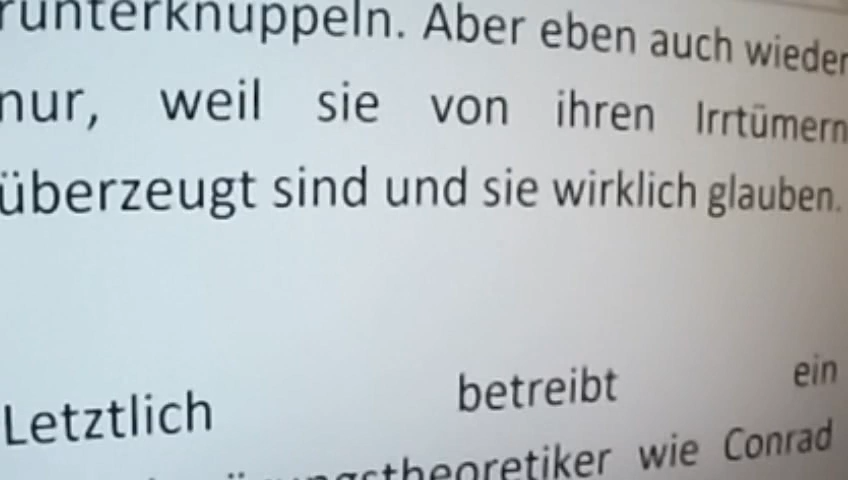 runterknüppeln. Aber eben auch wieder
nur, weil sie von ihren Irrtümern
überzeugt sind und sie wirklich glauben.
Letztlich betreibt ein
wie Conrad